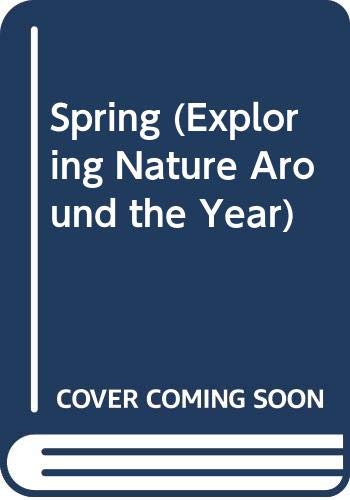 Spring (Explor
ing Nature Aro
und the Year)
COVER COMING SOON